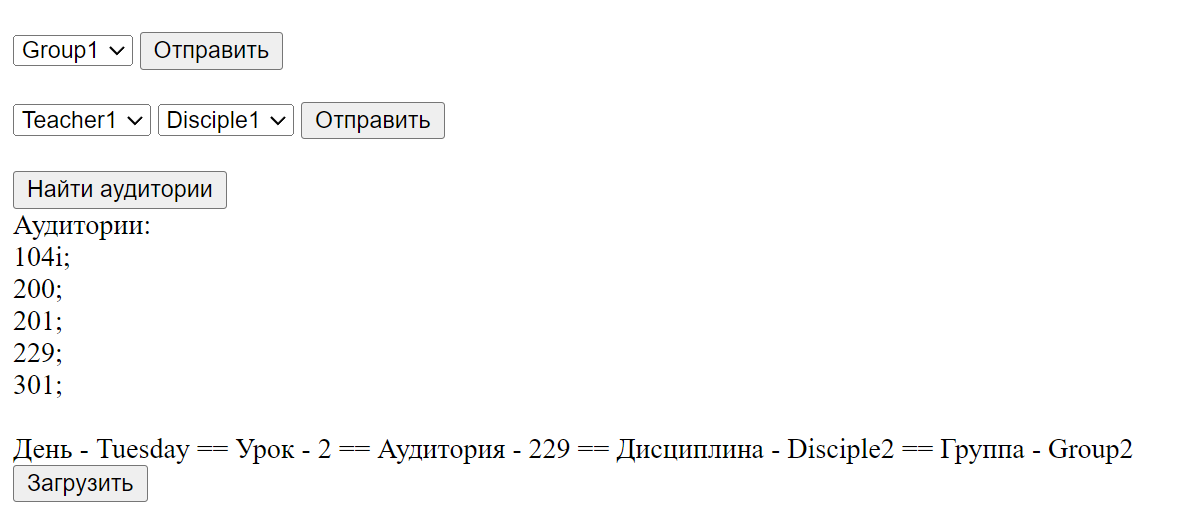 Group1 Отправить
Teacher1 Disciple1 Отправить
Найти аудитории
Аудитории:
104i;
200;
201;
229;
301;
День - Tuesday == Урок - 2 == Аудитория - 229 == Дисциплина - Disciple2 == Группа - Group2
Загрузить